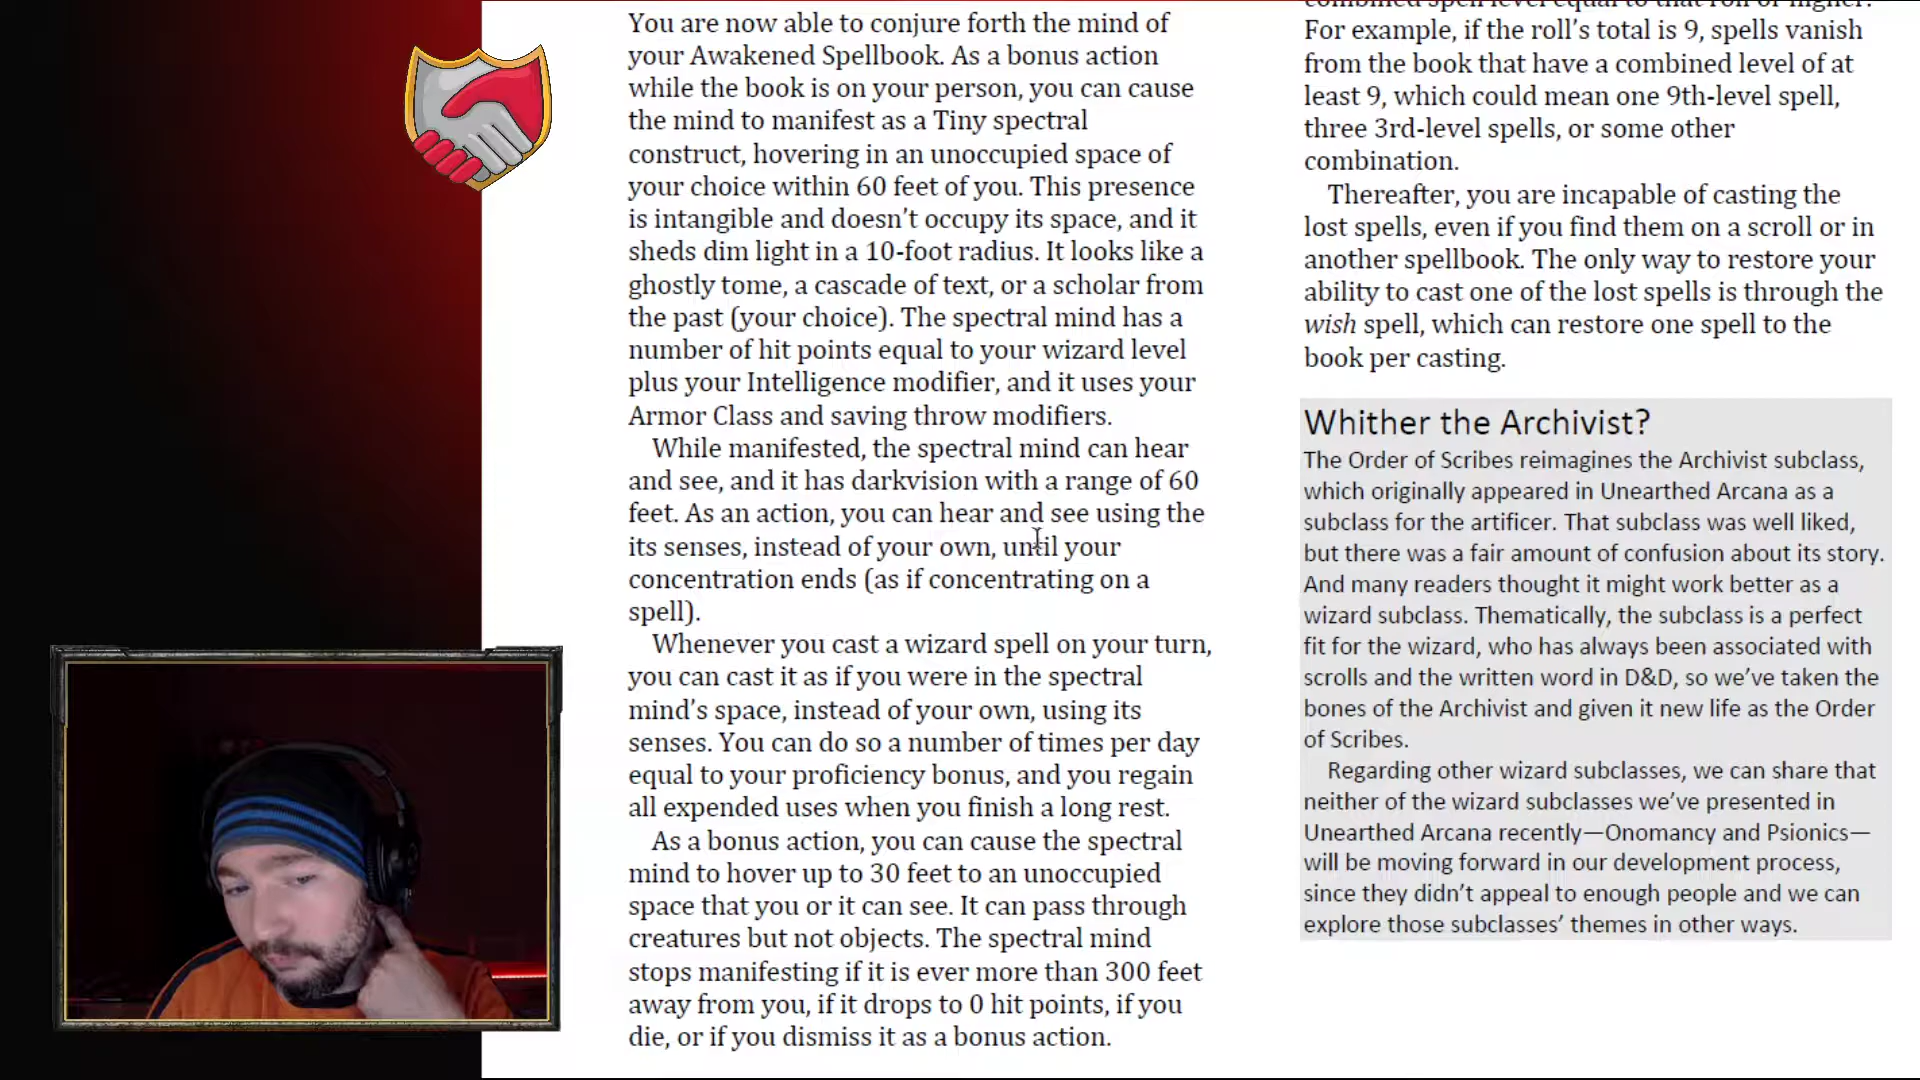 You are now able to conjure forth the mind of
your Awakened Spellbook. As a bonus action
while the book is on your person, you can cause
the mind to manifest as a Tiny spectral
construct, hovering in an unoccupied space of
your choice within 60 feet of you. This presence
is intangible and doesn’t occupy its space, and it
sheds dim light in a 10-foot radius. It looks like a
ghostly tome, a cascade of text, or a scholar from
the past (your choice). The spectral mind has a
number of hit points equal to your wizard level
plus your Intelligence modifier, and it uses your
Armor Class and saving throw modifiers.
While manifested, the spectral mind can hear
and see, and it has darkvision with a range of 60
feet. As an action, you can hear and see using the
its senses, instead of your own, until your
concentration ends (as if concentrating on a
spell).
Whenever you cast a wizard spell on your turn,
you can cast it as if you were in the spectral
mind’s space, instead of your own, using its
senses. You can do so a number of times per day
equal to your proficiency bonus, and you regain
all expended uses when you finish a long rest.
As a bonus action, you can cause the spectral
mind to hover up to 30 feet to an unoccupied
space that you or it can see. It can pass through
creatures but not objects. The spectral mind
stops manifesting if it is ever more than 300 feet
away from you, if it drops to 0 hit points, if you
die, or if you dismiss it as a bonus action.
combined spell level equal to that roll or higher.
For example, if the roll’s total is 9, spells vanish
from the book that have a combined level of at
least 9, which could mean one 9th-level spell,
three 3rd-level spells, or some other
combination.
Thereafter, you are incapable of casting the
lost spells, even if you find them on a scroll or in
another spellbook. The only way to restore your
ability to cast one of the lost spells is through the
wish spell, which can restore one spell to the
book per casting.
Whither the Archivist?
The Order of Scribes reimagines the Archivist subclass,
which originally appeared in Unearthed Arcana as a
subclass for the artificer. That subclass was well liked,
but there was a fair amount of confusion about its story.
And many readers thought it might work better as a
wizard subclass. Thematically, the subclass is a perfect
fit for the wizard, who has always been associated with
scrolls and the written word in D&D, so we’ve taken the
bones of the Archivist and given it new life as the Order
of Scribes.
Regarding other wizard subclasses, we can share that
neither of the wizard subclasses we’ve presented in
Unearthed Arcana recently—Onomancy and Psionics—
will be moving forward in our development process,
since they didn’t appeal to enough people and we can
explore those subclasses’ themes in other ways.